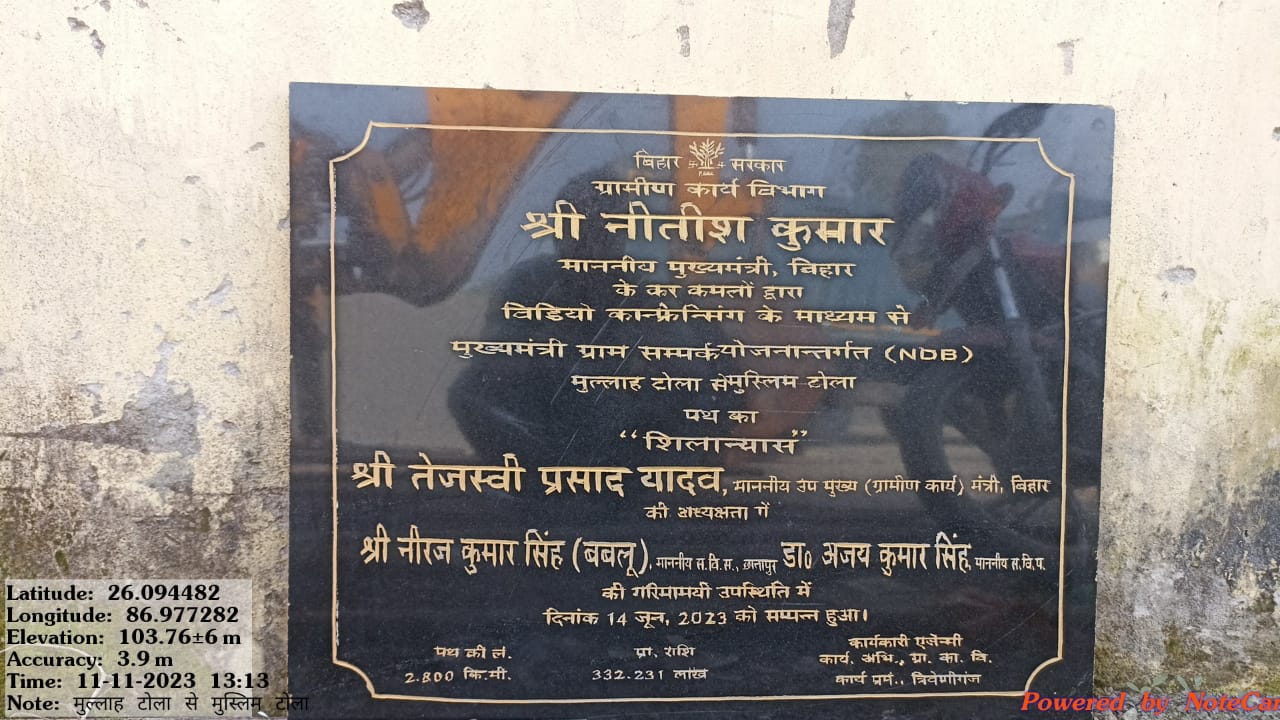 बिहार सरकार
ग्रामीण कार्य विभाग
श्री नीतीश कुमार
माननीय मुख्यमंत्री, बिहार
के कर कमलों द्वारा
विडियो कान्फ्रेन्सिंग के माध्यम से
मुख्यमंत्री ग्राम सम्पर्कयोजनान्तर्गत (NDB)
मुल्लाह टोला सेमुस्लिम टोला
पथ का
“शिलान्यास”
श्री तेजस्वी प्रसाद यादव, माननीय उप मुख्य (ग्रामीण कार्य) मंत्री, बिहार
की अध्यक्षता में
श्री नीरज कुमार सिंह (बबलू), माननीय स.वि.स., छातापुर डा० अजय कुमार सिंह, माननीय स.वि.प.
की गरिमामयी उपस्थिति में
दिनांक 14 जून, 2023 को सम्पन्न हुआ।
पथ की लं.
2.800 कि.मी.
प्रा. राशि
332.231 लाख
कार्यकारी एजेन्सी
कार्य. अभि., ग्रा. का. वि.
कार्य प्रमं., त्रिवेणीगंज
Latitude: 26.094482
Longitude: 86.977282
Elevation: 103.76±6 m
Accuracy: 3.9 m
Time: 11-11-2023 13:13
Note: मुल्लाह टोला से मुस्लिम टोला
Powered by NoteCa